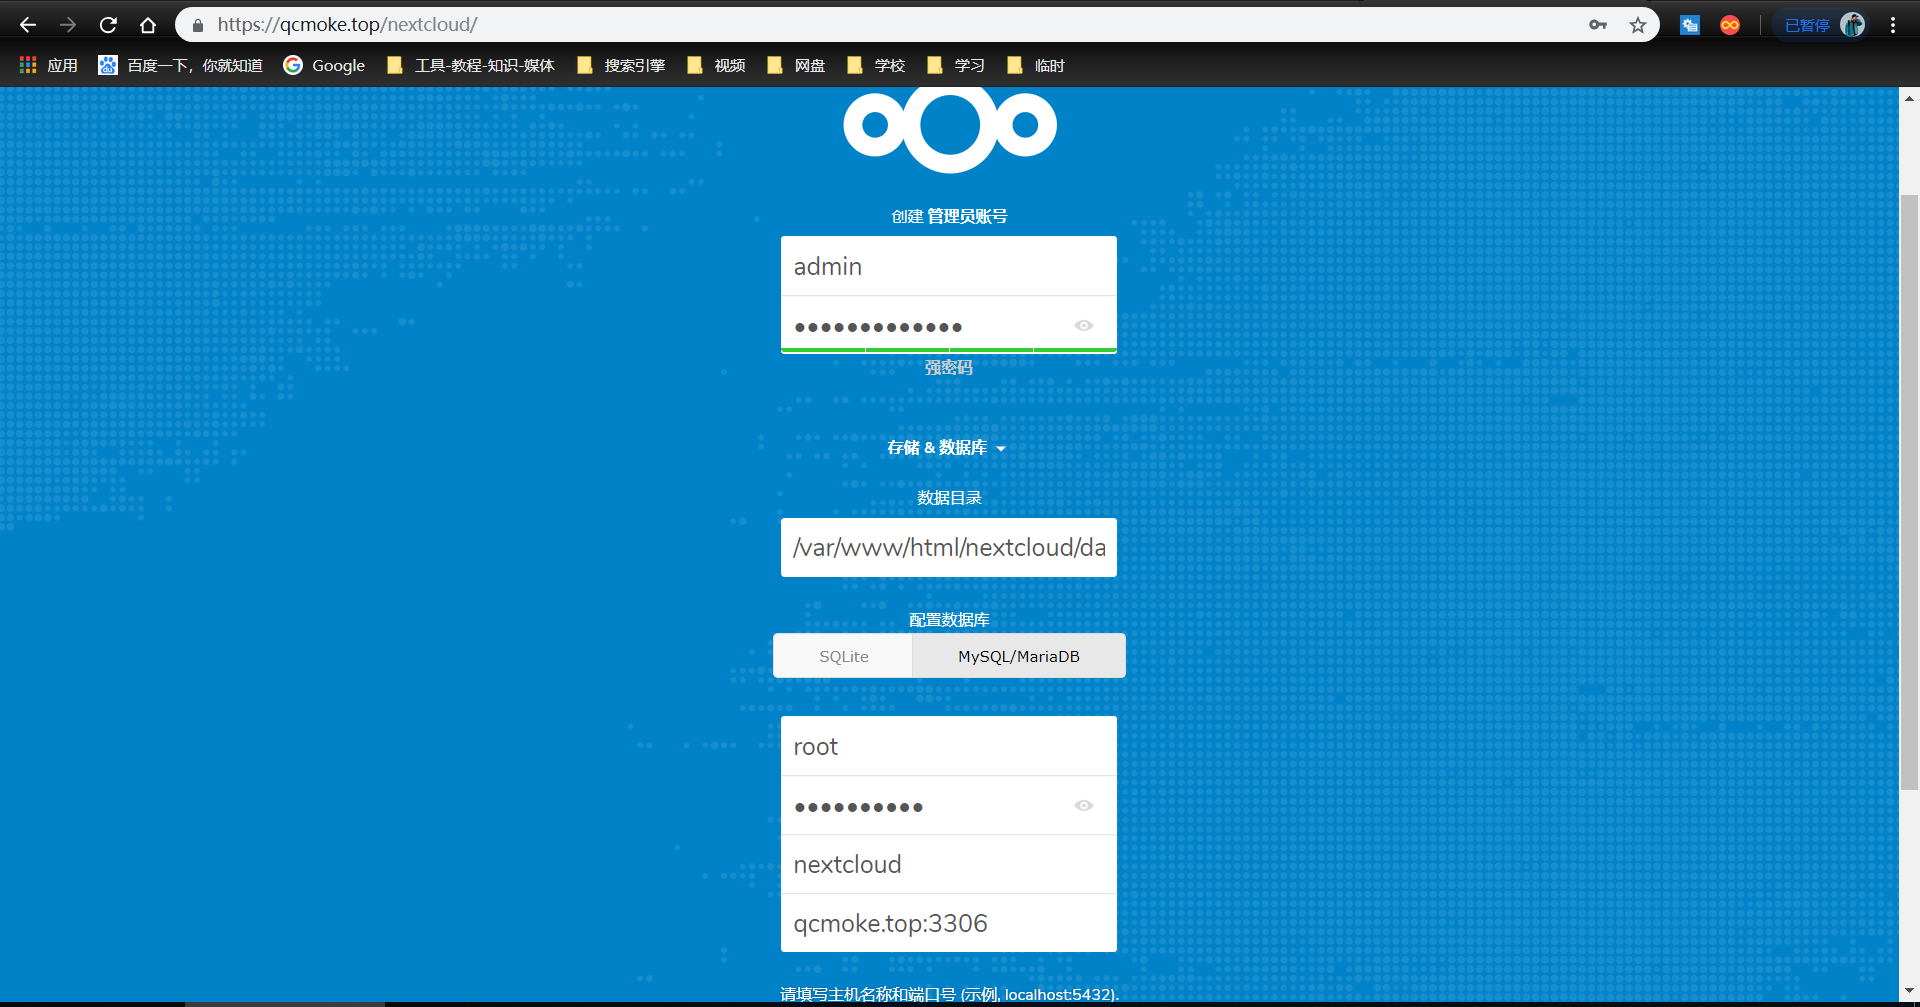 https://qcmoke.top/nextcloud/
已暂停
应用
百度一下，你就知道
Google
工具-教程-知识-媒体
搜索引擎
视频
网盘
学校
学习
临时
创建 管理员账号
admin
●●●●●●●●●●●●●
强密码
存储 & 数据库
数据目录
/var/www/html/nextcloud/da
配置数据库
SQLite
MySQL/MariaDB
root
●●●●●●●●●●
nextcloud
qcmoke.top:3306
请填写主机名称和端口号 (示例, localhost:5432).